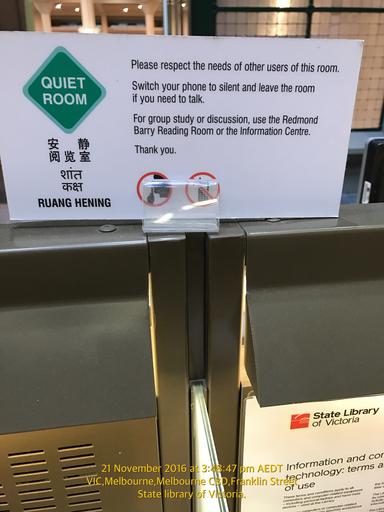 QUIET
ROOM
安 静
阅 览 室
शांत
कक्ष
RUANG HENING
Please respect the needs of other users of this room.
Switch your phone to silent and leave the room
if you need to talk.
For group study or discussion, use the Redmond
Barry Reading Room or the Information Centre.
Thank you.
State Library
of Victoria
Information and
technology: terms
of use
21 November 2016 at 3:43:47 pm AEDT
VIC,Melbourne,Melbourne CBD,Franklin Street,
State library of Victoria,